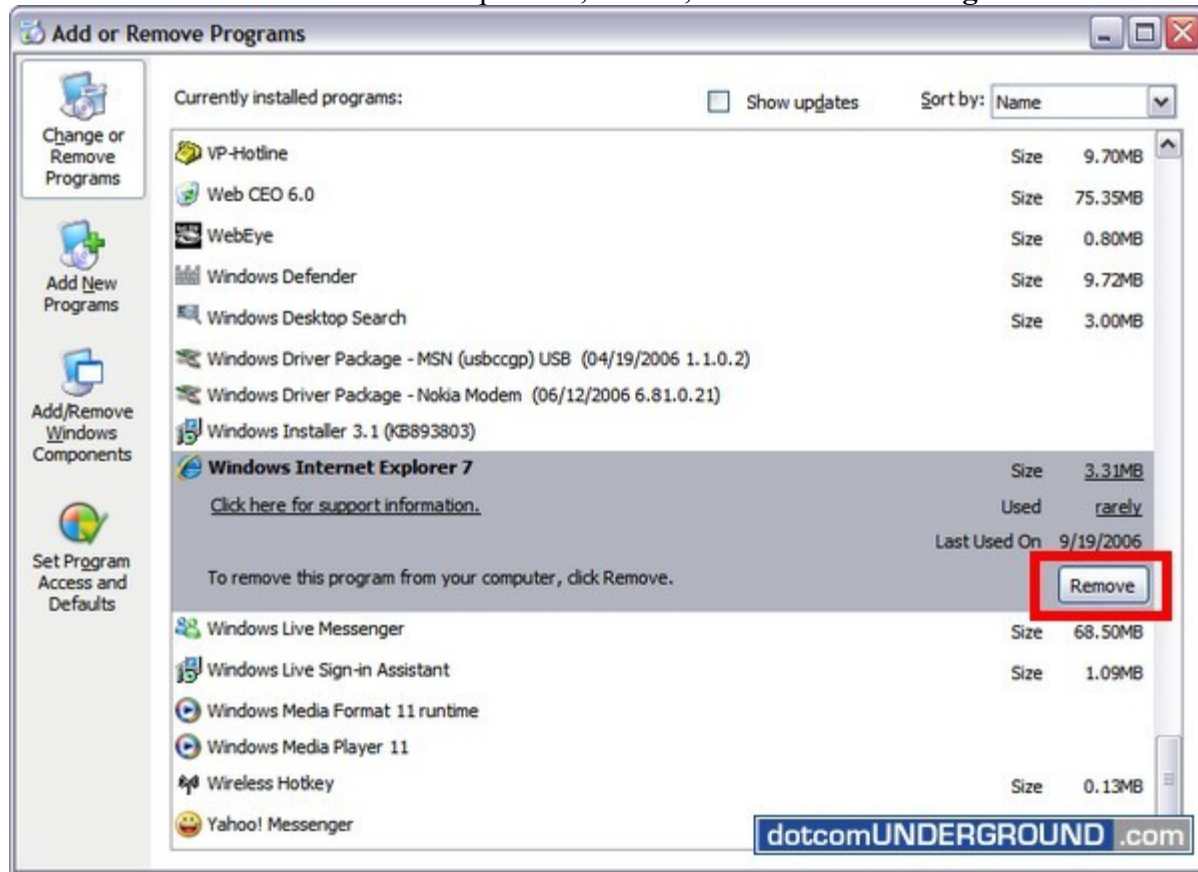 Add or Remove Programs
Change or
Remove
Programs
Add New
Programs
Add/Remove
Windows
Components
Set Program
Access and
Defaults
Currently installed programs:
Show updates
Sort by: Name
VP-Hotline Size 9.70MB
Web CEO 6.0 Size 75.35MB
WebEye Size 0.80MB
Windows Defender Size 9.72MB
Windows Desktop Search Size 3.00MB
Windows Driver Package - MSN (usbccgp) USB (04/19/2006 1.1.0.2)
Windows Driver Package - Nokia Modem (06/12/2006 6.81.0.21)
Windows Installer 3.1 (KB893803)
Windows Internet Explorer 7 Size 3.31MB
Click here for support information. Used rarely
Last Used On 9/19/2006
To remove this program from your computer, click Remove. Remove
Windows Live Messenger Size 68.50MB
Windows Live Sign-in Assistant Size 1.09MB
Windows Media Format 11 runtime
Windows Media Player 11
Wireless Hotkey Size 0.13MB
Yahoo! Messenger
dotcomUNDERGROUND .com